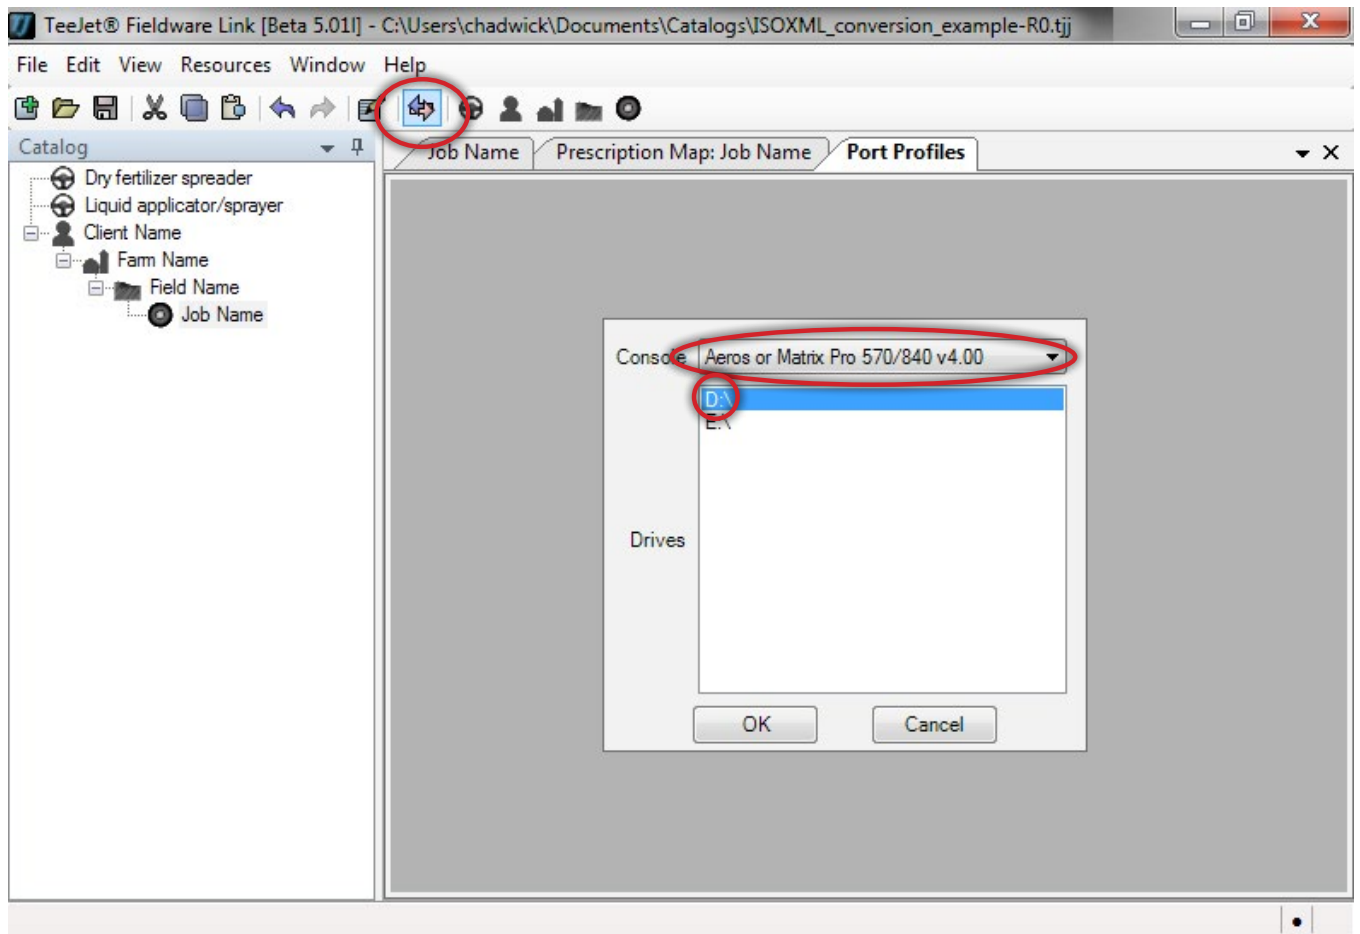 TeeJet® Fieldware Link [Beta 5.01l] - C:\Users\chadwick\Documents\Catalogs\ISOXML_conversion_example-R0.tjj
File Edit View Resources Window Help
Catalog
Job Name Prescription Map: Job Name Port Profiles
Dry fertilizer spreader
Liquid applicator/sprayer
Client Name
Farm Name
Field Name
Job Name
Console Aeros or Matrix Pro 570/840 v4.00
D:\
E:\
Drives
OK Cancel